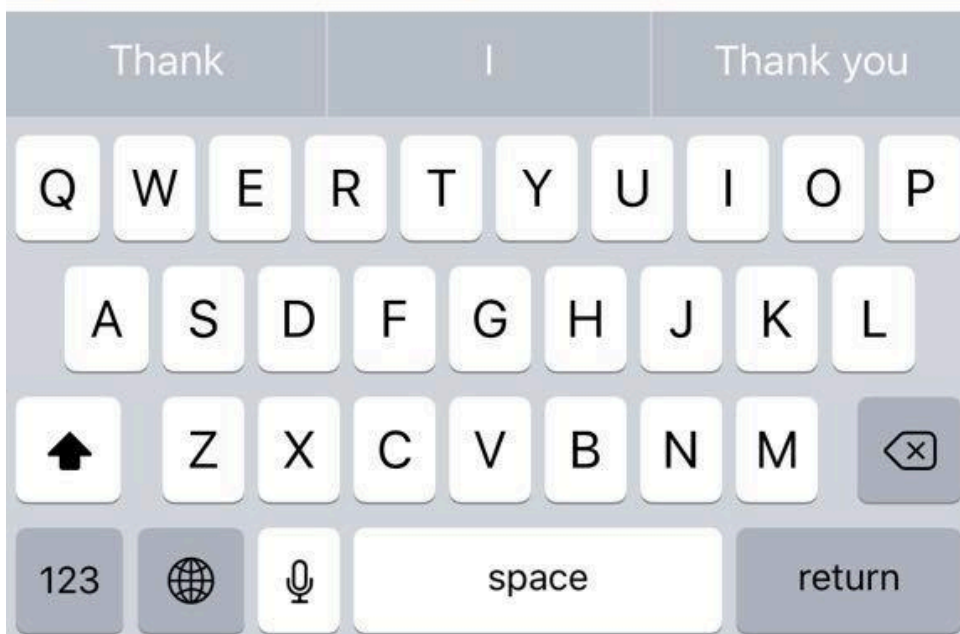 Thank I Thank you
Q W E R T Y U I O P
A S D F G H J K L
Z X C V B N M
123 space return